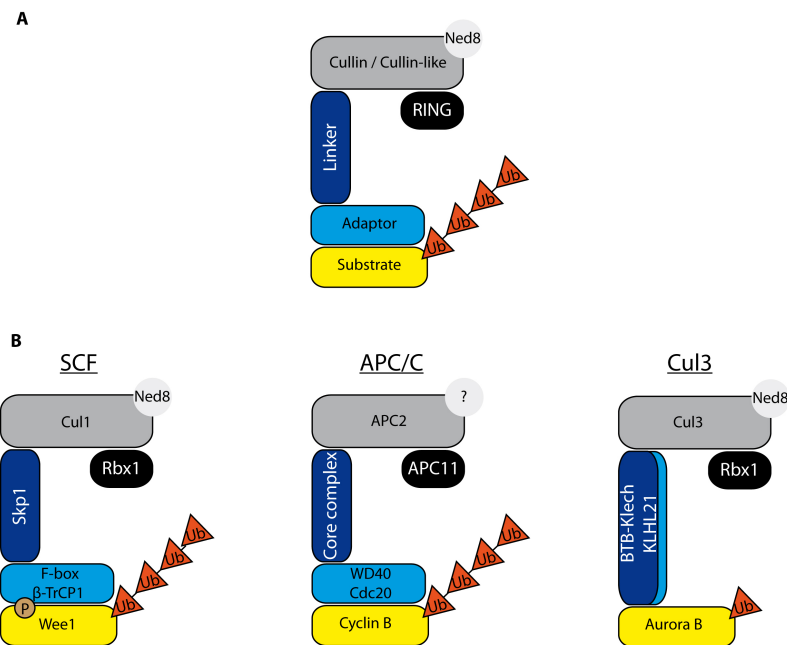 A
Ned8
Cullin / Cullin-like
RING
Linker
Ub
Ub
Ub
Ub
Adaptor
Substrate
B
SCF
APC/C
Cul3
Ned8
?
Ned8
Cul1
APC2
Cul3
Rbx1
APC11
Rbx1
Skp1
Core complex
BTB-Klech
KLHL21
Ub
Ub
Ub
Ub
Ub
Ub
Ub
Ub
Ub
F-box
β-TrCP1
WD40
Cdc20
P
Wee1
Cyclin B
Aurora B